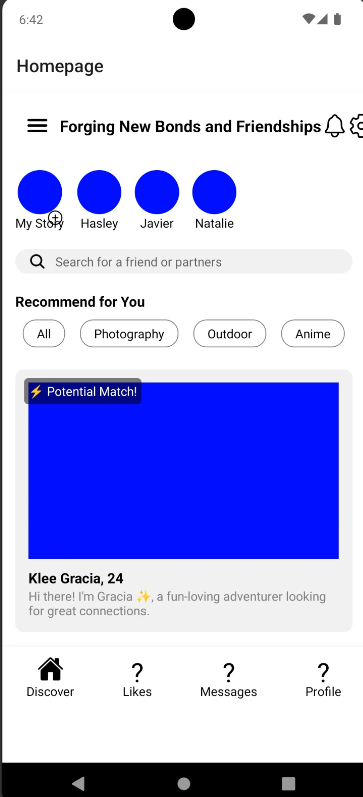 6:42
Homepage
Forging New Bonds and Friendships
My Story Hasley Javier Natalie
Search for a friend or partners
Recommend for You
All Photography Outdoor Anime
⚡ Potential Match!
Klee Gracia, 24
Hi there! I'm Gracia ✨, a fun-loving adventurer looking
for great connections.
? ? ?
Discover Likes Messages Profile